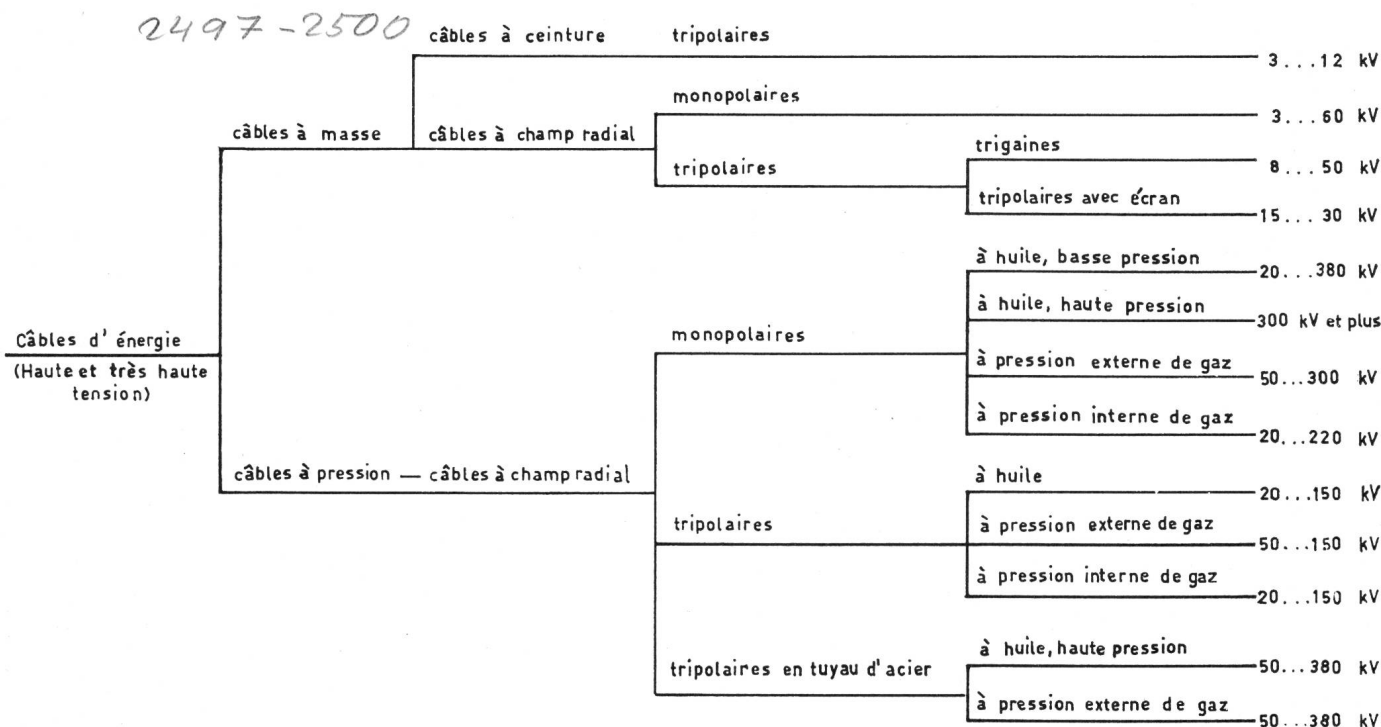 2497-2500
câbles à ceinture tripolaires
3...12 kV
monopolaires
3...60 kV
câbles à masse câbles à champ radial
trigaines
tripolaires
8...50 kV
tripolaires avec écran
15...30 kV
à huile, basse pression
20...380 kV
à huile, haute pression
300 kV et plus
monopolaires
Câbles d'énergie
(Haute et très haute
tension)
à pression externe de gaz
50...300 kV
à pression interne de gaz
20...220 kV
câbles à pression — câbles à champ radial
à huile
20...150 kV
tripolaires
à pression externe de gaz
50...150 kV
à pression interne de gaz
20...150 kV
à huile, haute pression
tripolaires en tuyau d'acier
50...380 kV
à pression externe de gaz
50...380 kV